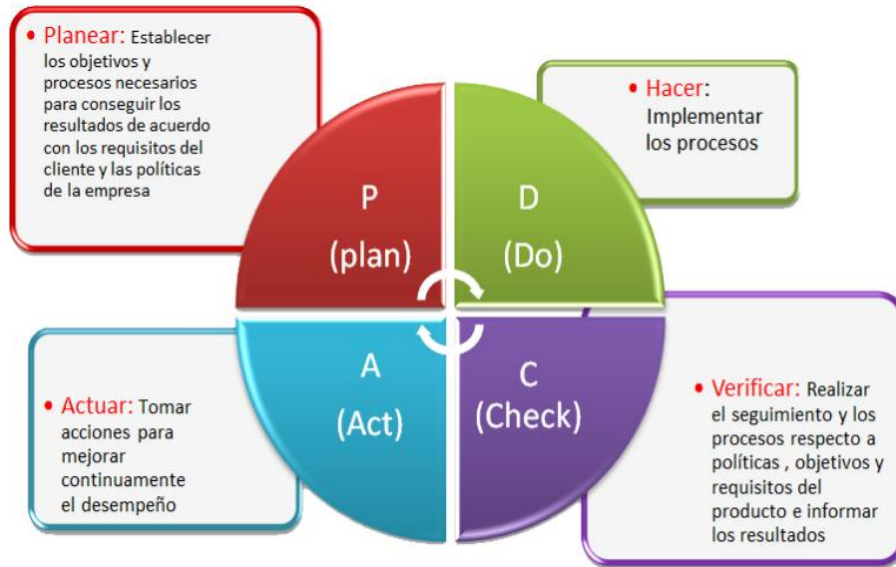 • Planear: Establecer
los objetivos y
procesos necesarios
para conseguir los
resultados de acuerdo
con los requisitos del
cliente y las políticas
de la empresa
P
(plan)
D
(Do)
• Hacer:
Implementar
los procesos
• Actuar: Tomar
acciones para
mejorar
continuamente
el desempeño
A
(Act)
C
(Check)
• Verificar: Realizar
el seguimiento y los
procesos respecto a
políticas , objetivos y
requisitos del
producto e informar
los resultados